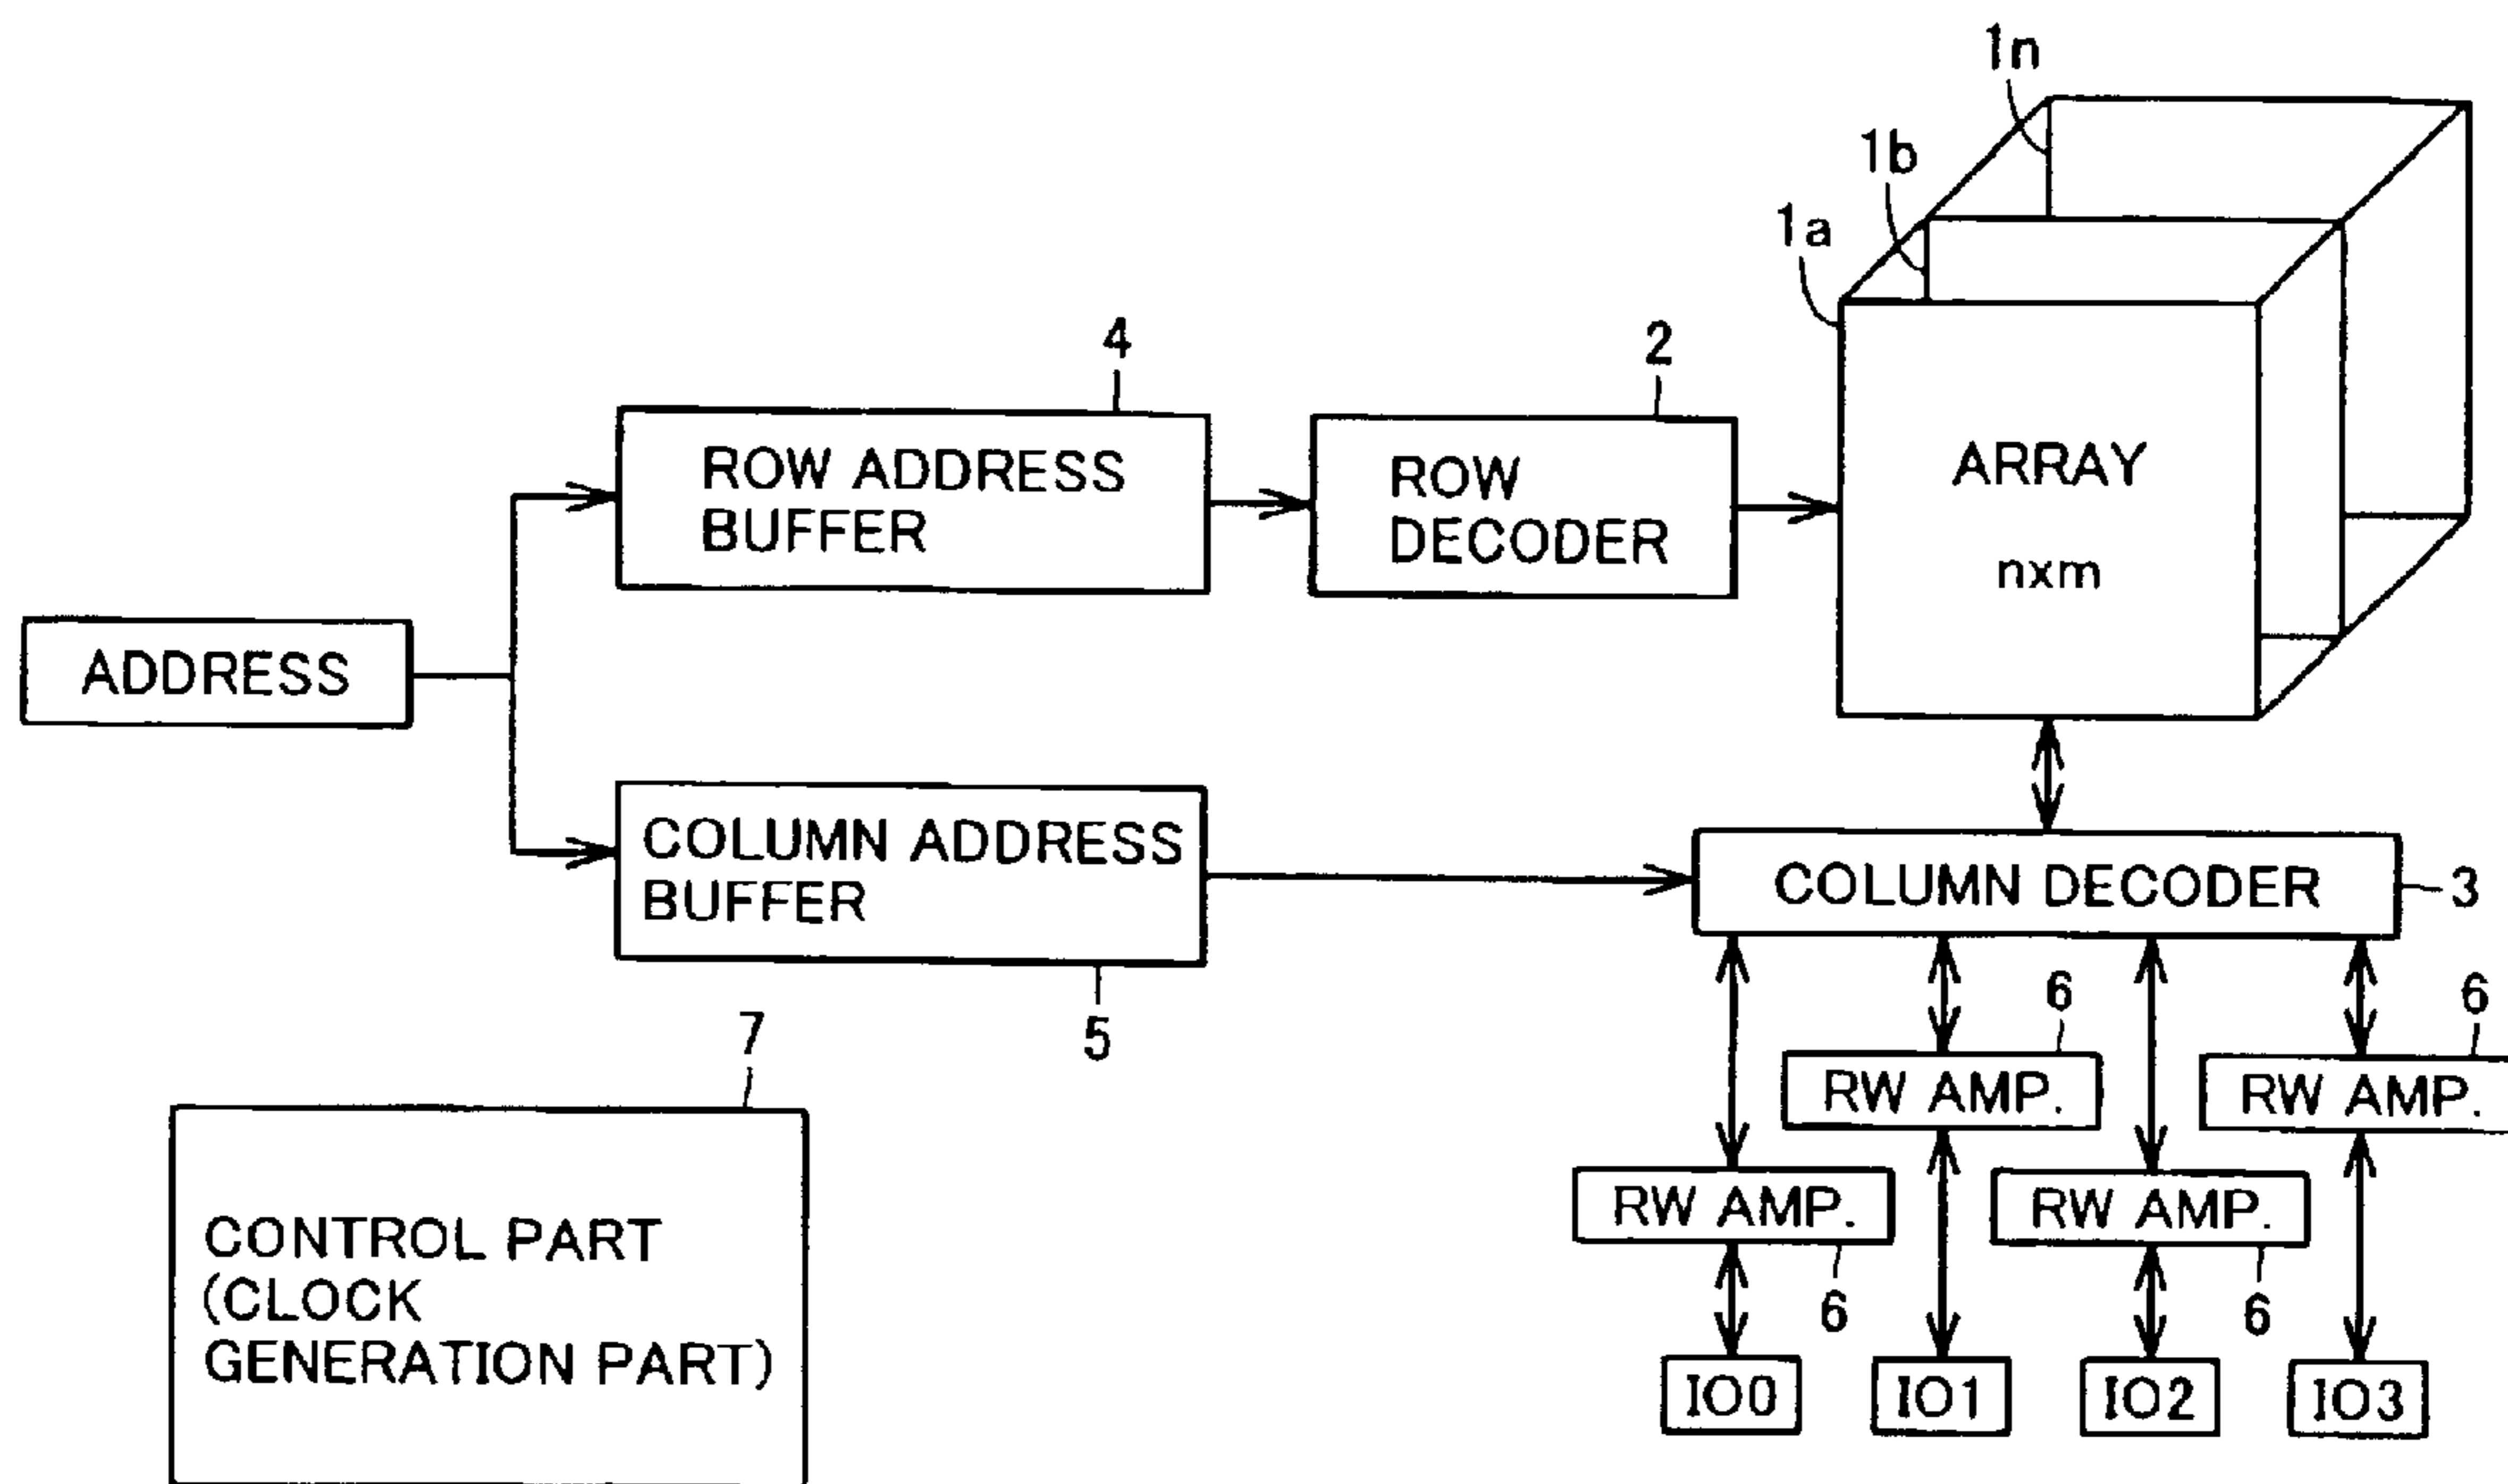 1n
1b
1a
4
2
ROW ADDRESS
BUFFER
ROW
DECODER
ARRAY
nxm
ADDRESS
COLUMN ADDRESS
BUFFER
5
COLUMN DECODER
3
7
CONTROL PART
(CLOCK
GENERATION PART)
6
6
RW AMP.
RW AMP.
RW AMP.
RW AMP.
6
6
IO0
IO1
IO2
IO3